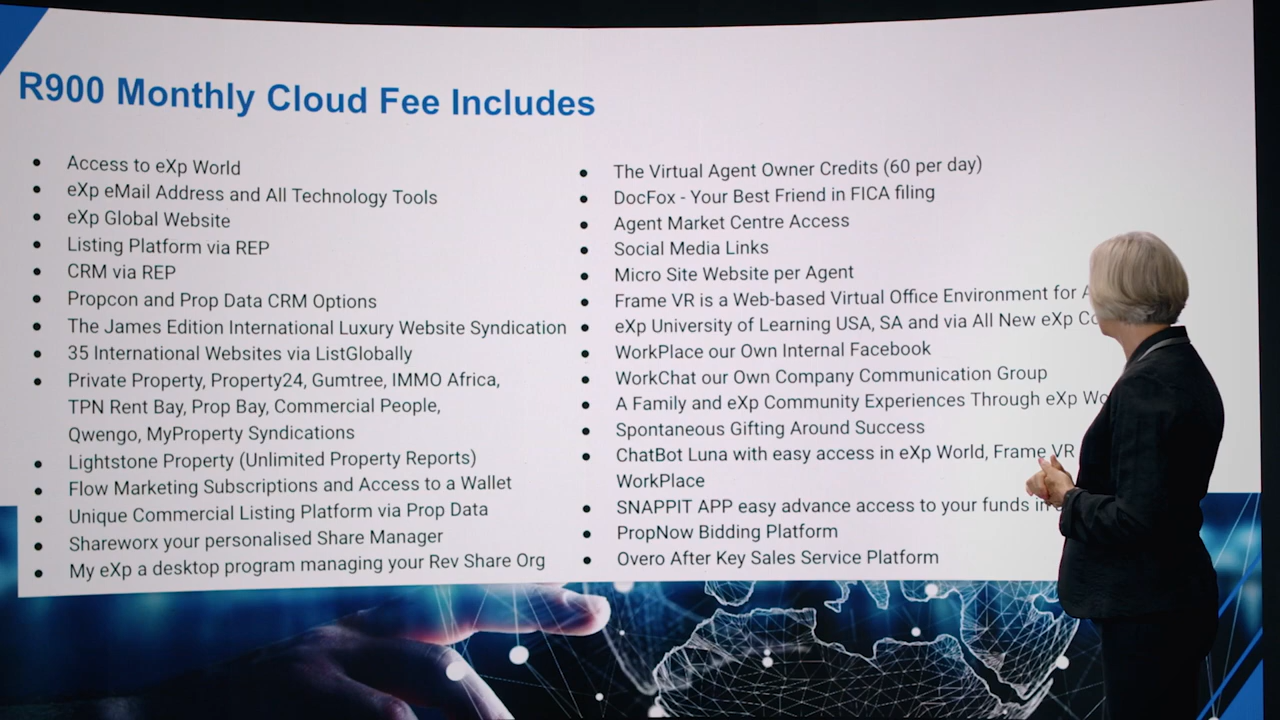 R900 Monthly Cloud Fee Includes
• Access to eXp World
• eXp eMail Address and All Technology Tools
• eXp Global Website
• Listing Platform via REP
• CRM via REP
• Propcon and Prop Data CRM Options
• The James Edition International Luxury Website Syndication
• 35 International Websites via ListGlobally
• Private Property, Property24, Gumtree, IMMO Africa,
TPN Rent Bay, Prop Bay, Commercial People,
Qwengo, MyProperty Syndications
• Lightstone Property (Unlimited Property Reports)
• Flow Marketing Subscriptions and Access to a Wallet
• Unique Commercial Listing Platform via Prop Data
• Shareworx your personalised Share Manager
• My eXp a desktop program managing your Rev Share Org
• The Virtual Agent Owner Credits (60 per day)
• DocFox - Your Best Friend in FICA filing
• Agent Market Centre Access
• Social Media Links
• Micro Site Website per Agent
• Frame VR is a Web-based Virtual Office Environment for
• eXp University of Learning USA, SA and via All New eXp
• WorkPlace our Own Internal Facebook
• WorkChat our Own Company Communication Group
• A Family and eXp Community Experiences Through eXp
• Spontaneous Gifting Around Success
• ChatBot Luna with easy access in eXp World, Frame VR
WorkPlace
• SNAPPIT APP easy advance access to your funds in
• PropNow Bidding Platform
• Overo After Key Sales Service Platform